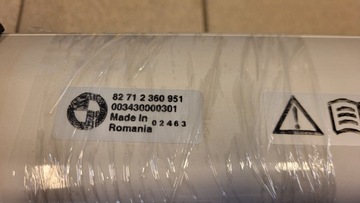 82 71 2 360 951
003430000301
Made in
Romania 02463